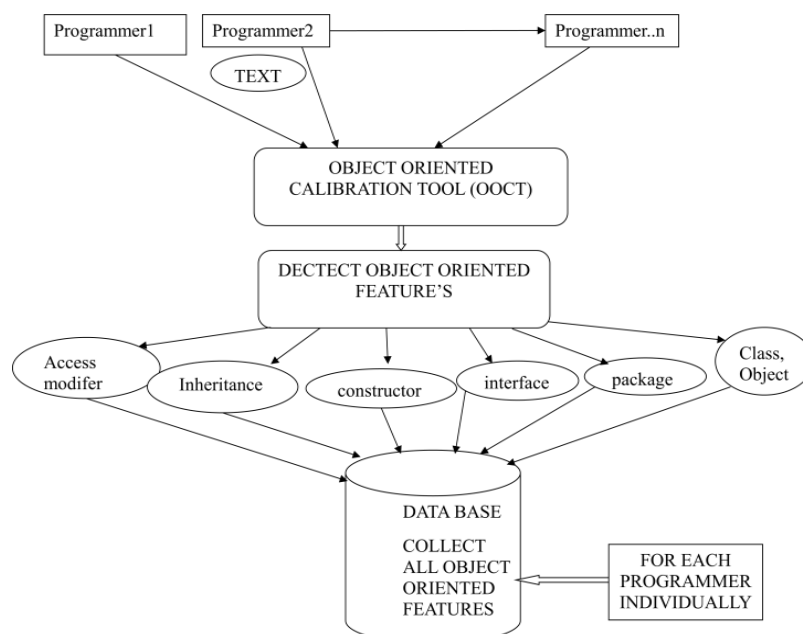 Programmer1
Programmer2
Programmer..n
TEXT
OBJECT ORIENTED
CALIBRATION TOOL (OOCT)
DECTECT OBJECT ORIENTED
FEATURE’S
Access
modifer
Inheritance
constructor
interface
package
Class,
Object
DATA BASE
COLLECT
ALL OBJECT
ORIENTED
FEATURES
FOR EACH
PROGRAMMER
INDIVIDUALLY